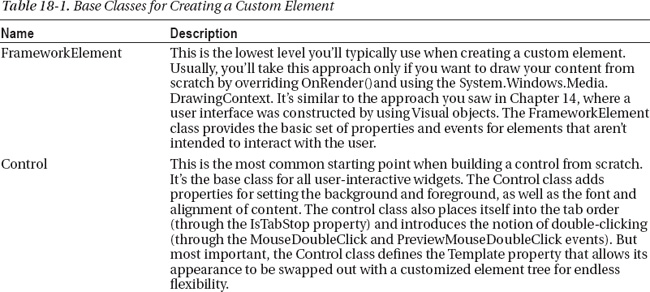 Table 18-1. Base Classes for Creating a Custom Element
Name Description
FrameworkElement This is the lowest level you'll typically use when creating a custom element.
Usually, you'll take this approach only if you want to draw your content from
scratch by overriding OnRender() and using the System.Windows.Media.
DrawingContext. It's similar to the approach you saw in Chapter 14, where a
user interface was constructed by using Visual objects. The FrameworkElement
class provides the basic set of properties and events for elements that aren't
intended to interact with the user.
Control This is the most common starting point when building a control from scratch.
It's the base class for all user-interactive widgets. The Control class adds
properties for setting the background and foreground, as well as the font and
alignment of content. The control class also places itself into the tab order
(through the IsTabStop property) and introduces the notion of double-clicking
(through the MouseDoubleClick and PreviewMouseDoubleClick events). But
most important, the Control class defines the Template property that allows its
appearance to be swapped out with a customized element tree for endless
flexibility.